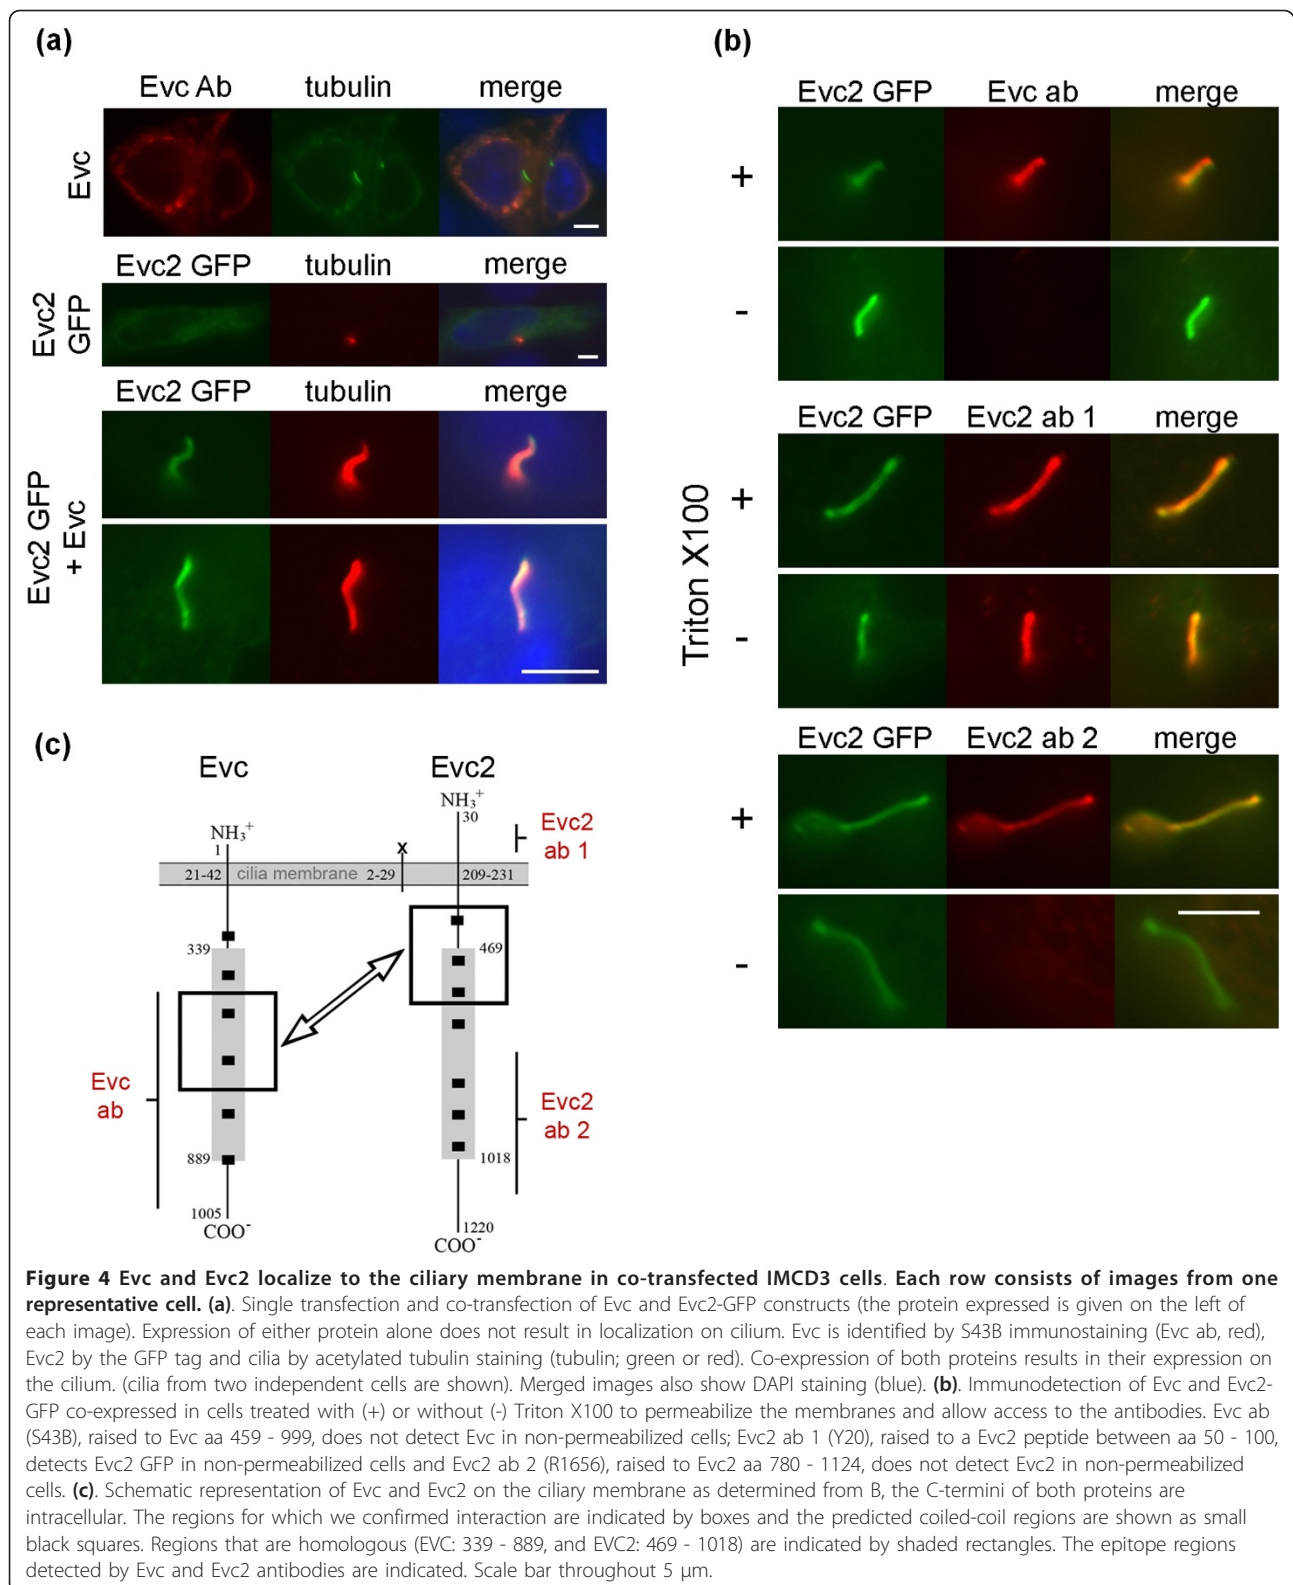 (a)
Evc Ab tubulin merge
Evc
Evc2 GFP tubulin merge
Evc2
GFP
Evc2 GFP tubulin merge
Evc2 GFP
+ Evc
(b)
Evc2 GFP Evc ab merge
+
-
Evc2 GFP Evc2 ab 1 merge
Triton X100
+
-
Evc2 GFP Evc2 ab 2 merge
+
-
(c)
Evc Evc2
NH₃⁺ NH₃⁺
1 30
Evc2
ab 1
x
21-42 cilia membrane 2-29 209-231
339 469
Evc
ab
Evc2
ab 2
889 1018
1005 1220
COO⁻ COO⁻
Figure 4 Evc and Evc2 localize to the ciliary membrane in co-transfected IMCD3 cells. Each row consists of images from one
representative cell. (a). Single transfection and co-transfection of Evc and Evc2-GFP constructs (the protein expressed is given on the left of
each image). Expression of either protein alone does not result in localization on cilium. Evc is identified by S43B immunostaining (Evc ab, red),
Evc2 by the GFP tag and cilia by acetylated tubulin staining (tubulin; green or red). Co-expression of both proteins results in their expression on
the cilium. (cilia from two independent cells are shown). Merged images also show DAPI staining (blue). (b). Immunodetection of Evc and Evc2-
GFP co-expressed in cells treated with (+) or without (-) Triton X100 to permeabilize the membranes and allow access to the antibodies. Evc ab
(S43B), raised to Evc aa 459 - 999, does not detect Evc in non-permeabilized cells; Evc2 ab 1 (Y20), raised to a Evc2 peptide between aa 50 - 100,
detects Evc2 GFP in non-permeabilized cells and Evc2 ab 2 (R1656), raised to Evc2 aa 780 - 1124, does not detect Evc2 in non-permeabilized
cells. (c). Schematic representation of Evc and Evc2 on the ciliary membrane as determined from B, the C-termini of both proteins are
intracellular. The regions for which we confirmed interaction are indicated by boxes and the predicted coiled-coil regions are shown as small
black squares. Regions that are homologous (EVC: 339 - 889, and EVC2: 469 - 1018) are indicated by shaded rectangles. The epitope regions
detected by Evc and Evc2 antibodies are indicated. Scale bar throughout 5 μm.